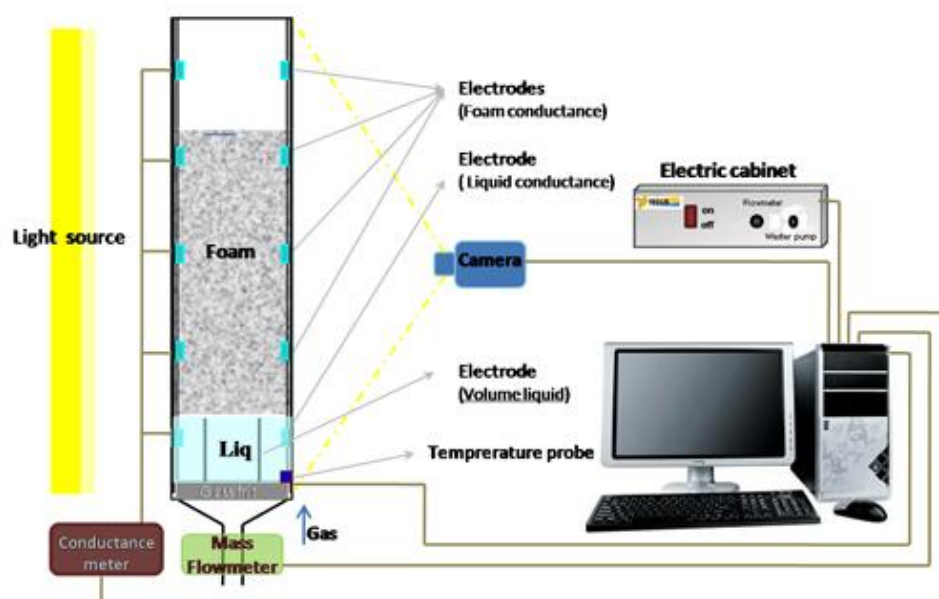 Electrodes
(Foam conductance)
Electrode
( Liquid conductance)
Electric cabinet
on
off
Flowmeter
Water pump
Light source
Foam
Camera
Electrode
(Volume liquid)
Liq
Temprerature probe
Glass frit
Gas
Conductance
meter
Mass
Flowmeter